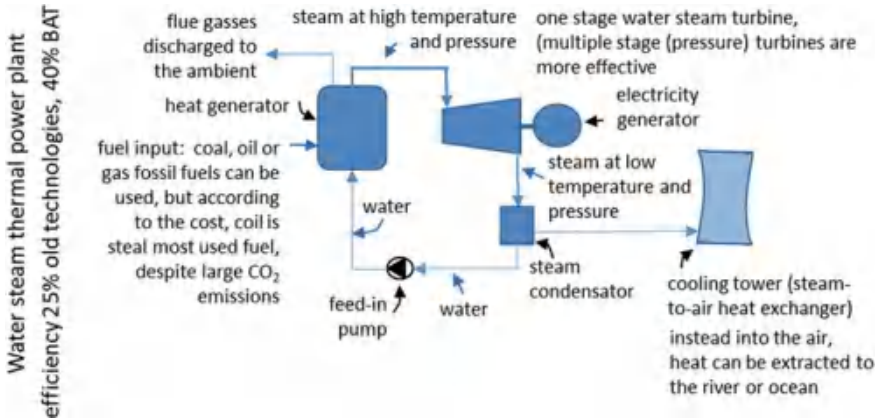 Water steam thermal power plant
efficiency 25% old technologies, 40% BAT
flue gasses
discharged to
the ambient
steam at high temperature
and pressure
one stage water steam turbine,
(multiple stage (pressure) turbines are
more effective
heat generator
electricity
generator
fuel input: coal, oil or
gas fossil fuels can be
used, but according
to the cost, coil is
steal most used fuel,
despite large CO₂
emissions
water
steam at low
temperature and
pressure
feed-in
pump
water
steam
condensator
cooling tower (steam-
to-air heat exchanger)
instead into the air,
heat can be extracted to
the river or ocean